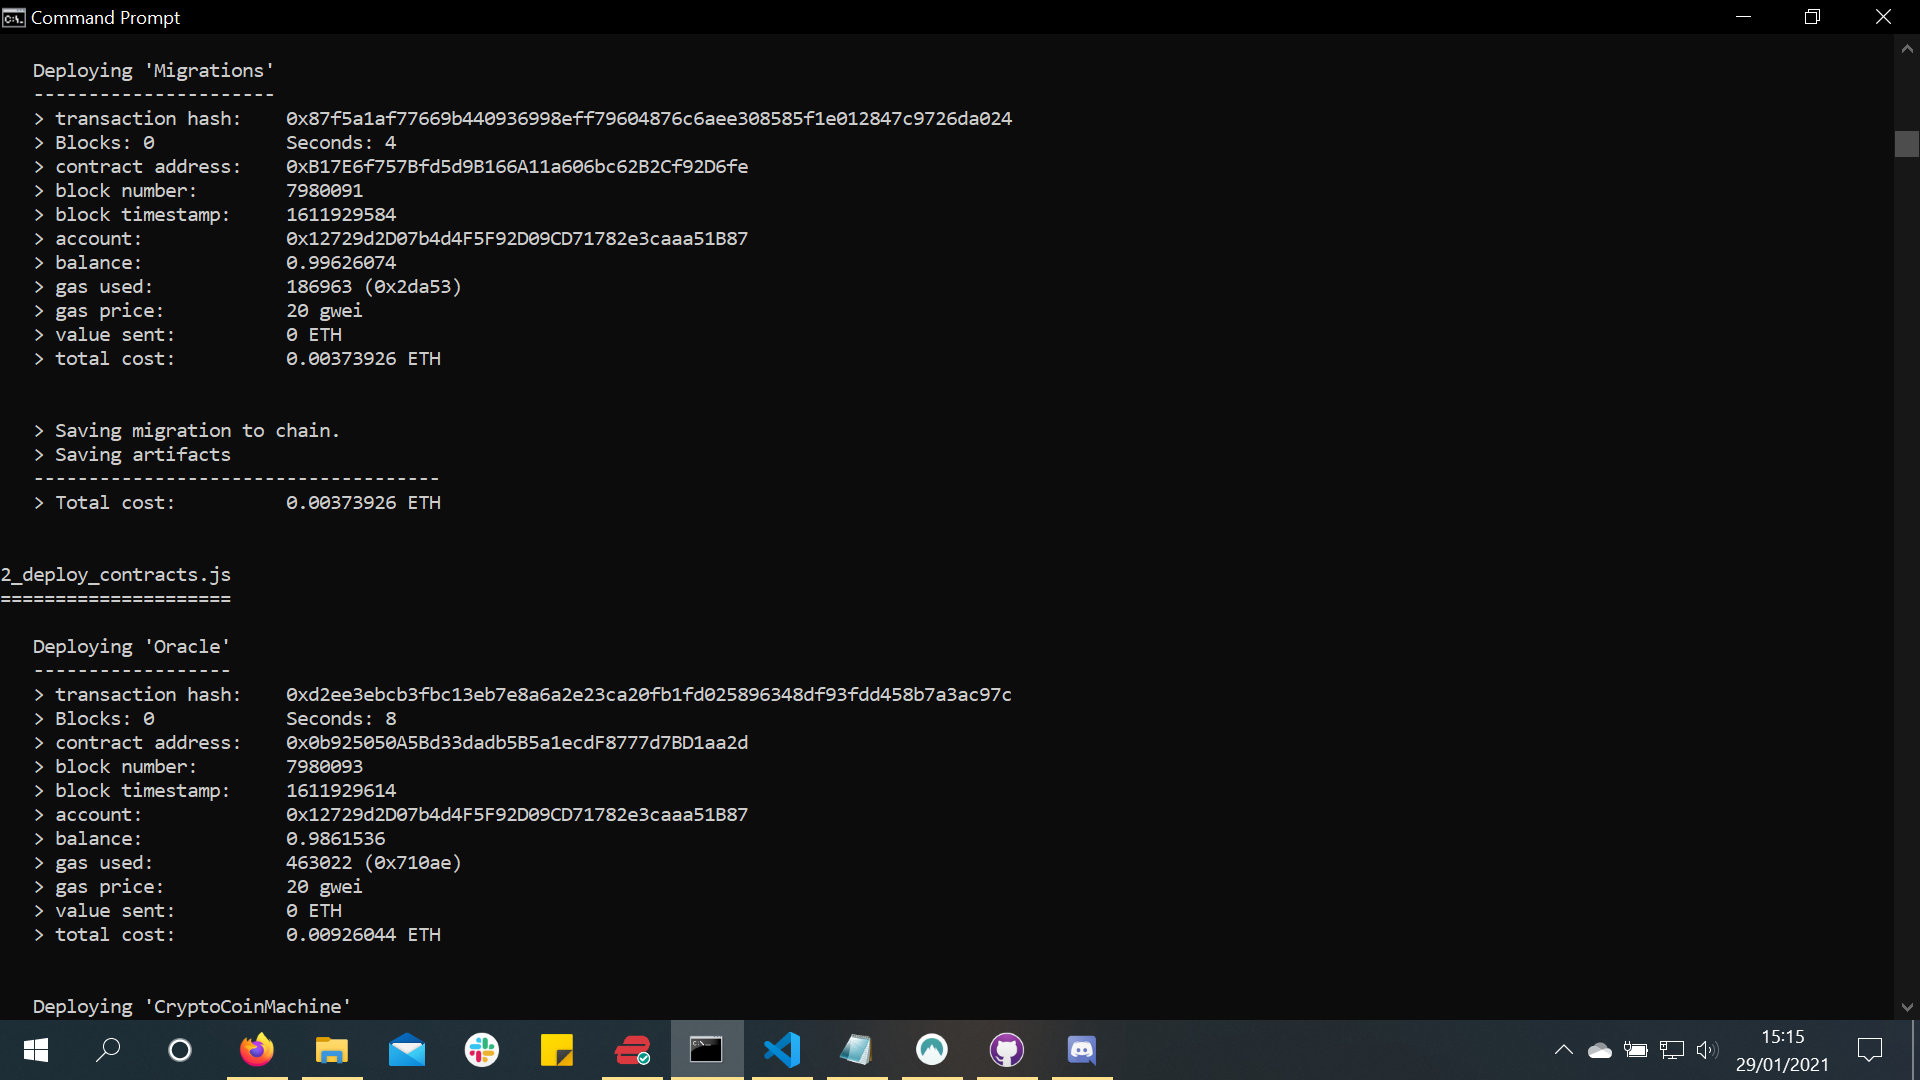 Command Prompt
Deploying 'Migrations'
----------------------
> transaction hash:    0x87f5a1af77669b440936998eff79604876c6aee308585f1e012847c9726da024
> Blocks: 0            Seconds: 4
> contract address:    0xB17E6f757Bfd5d9B166A11a606bc62B2Cf92D6fe
> block number:        7980091
> block timestamp:     1611929584
> account:             0x12729d2D07b4d4F5F92D09CD71782e3caaa51B87
> balance:             0.99626074
> gas used:            186963 (0x2da53)
> gas price:           20 gwei
> value sent:          0 ETH
> total cost:          0.00373926 ETH
> Saving migration to chain.
> Saving artifacts
-------------------------------------
> Total cost:          0.00373926 ETH
2_deploy_contracts.js
=====================
Deploying 'Oracle'
------------------
> transaction hash:    0xd2ee3ebcb3fbc13eb7e8a6a2e23ca20fb1fd025896348df93fdd458b7a3ac97c
> Blocks: 0            Seconds: 8
> contract address:    0x0b925050A5Bd33dadb5B5a1ecdF8777d7BD1aa2d
> block number:        7980093
> block timestamp:     1611929614
> account:             0x12729d2D07b4d4F5F92D09CD71782e3caaa51B87
> balance:             0.9861536
> gas used:            463022 (0x710ae)
> gas price:           20 gwei
> value sent:          0 ETH
> total cost:          0.00926044 ETH
Deploying 'CryptoCoinMachine'
15:15
29/01/2021